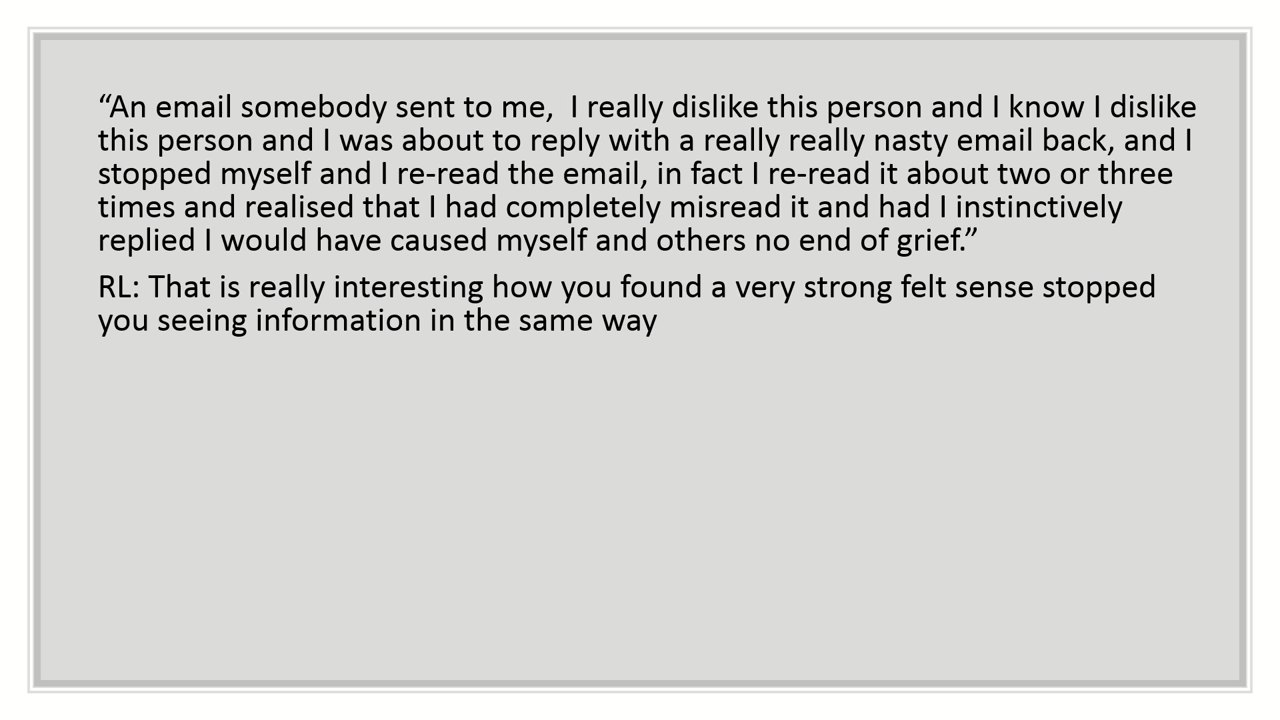 “An email somebody sent to me,  I really dislike this person and I know I dislike
this person and I was about to reply with a really really nasty email back, and I
stopped myself and I re-read the email, in fact I re-read it about two or three
times and realised that I had completely misread it and had I instinctively
replied I would have caused myself and others no end of grief.”
RL: That is really interesting how you found a very strong felt sense stopped
you seeing information in the same way